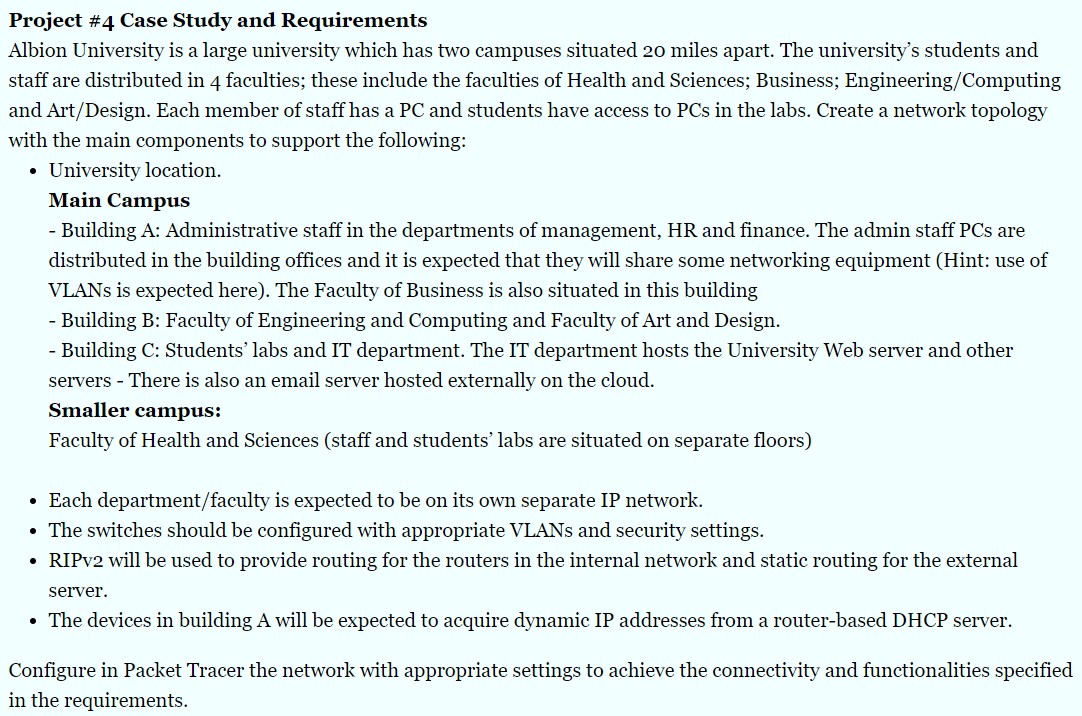 Project #4 Case Study and Requirements
Albion University is a large university which has two campuses situated 20 miles apart. The university’s students and
staff are distributed in 4 faculties; these include the faculties of Health and Sciences; Business; Engineering/Computing
and Art/Design. Each member of staff has a PC and students have access to PCs in the labs. Create a network topology
with the main components to support the following:
• University location.
Main Campus
- Building A: Administrative staff in the departments of management, HR and finance. The admin staff PCs are
distributed in the building offices and it is expected that they will share some networking equipment (Hint: use of
VLANs is expected here). The Faculty of Business is also situated in this building
- Building B: Faculty of Engineering and Computing and Faculty of Art and Design.
- Building C: Students’ labs and IT department. The IT department hosts the University Web server and other
servers - There is also an email server hosted externally on the cloud.
Smaller campus:
Faculty of Health and Sciences (staff and students’ labs are situated on separate floors)
• Each department/faculty is expected to be on its own separate IP network.
• The switches should be configured with appropriate VLANs and security settings.
• RIPv2 will be used to provide routing for the routers in the internal network and static routing for the external
server.
• The devices in building A will be expected to acquire dynamic IP addresses from a router-based DHCP server.
Configure in Packet Tracer the network with appropriate settings to achieve the connectivity and functionalities specified
in the requirements.